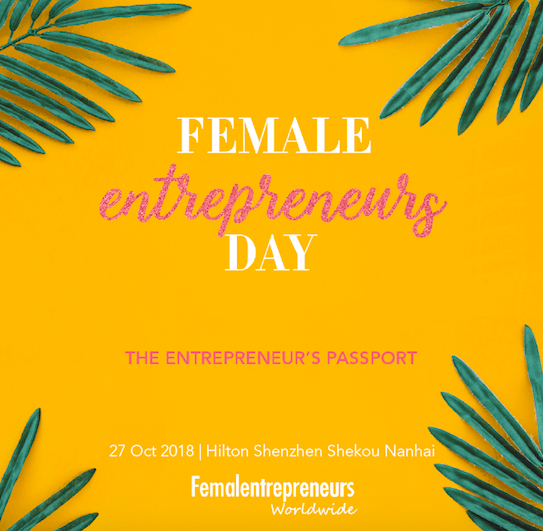 FEMALE
entrepreneurs
DAY
THE ENTREPRENEUR'S PASSPORT
27 Oct 2018 | Hilton Shenzhen Shekou Nanhai
Femalentrepreneurs
Worldwide